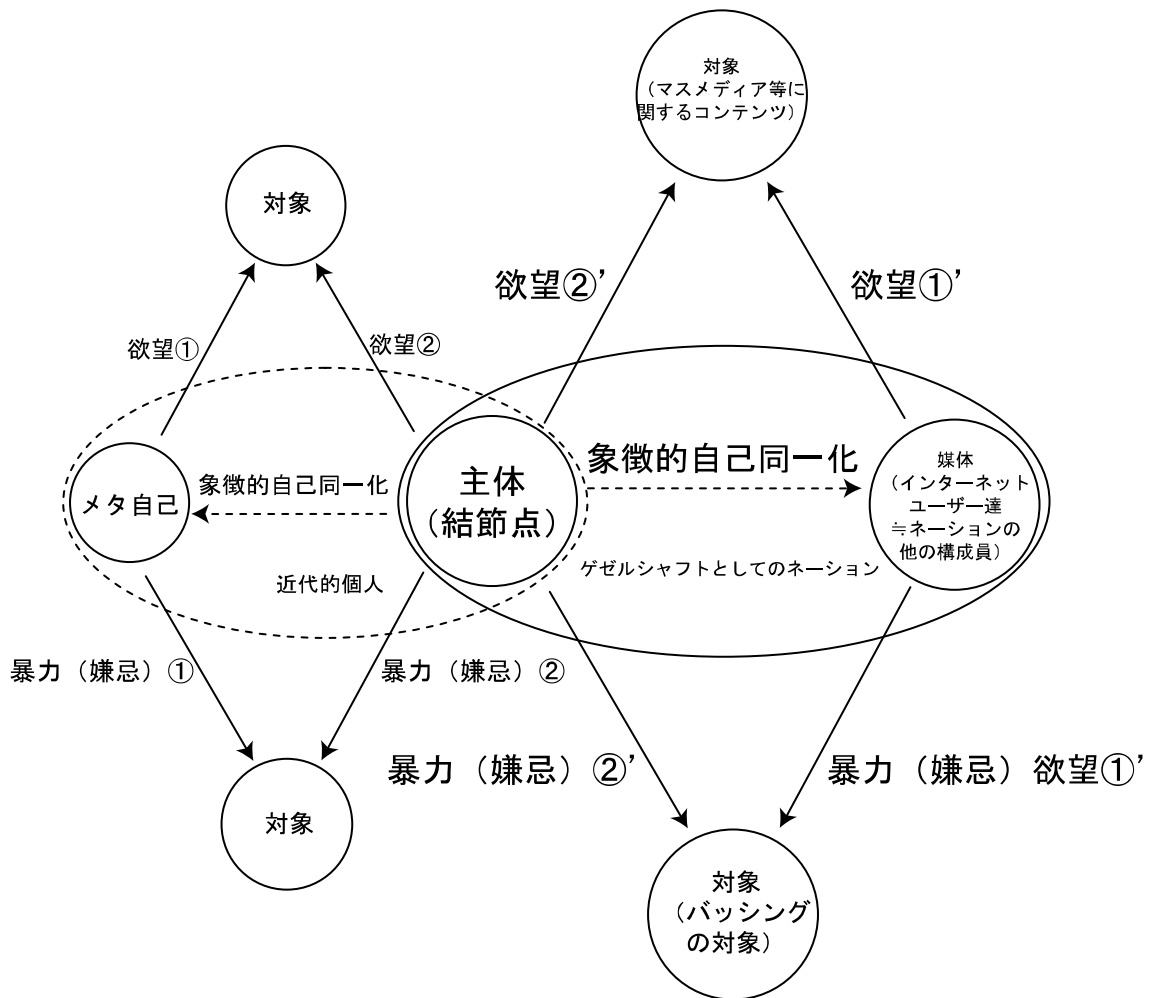 対象
（マスメディア等に
関するコンテンツ）
対象
欲望②’
欲望①’
欲望①
欲望②
象徴的自己同一化
主体
（結節点）
媒体
（インターネット
ユーザー達
≒ネーションの
他の構成員）
象徴的自己同一化
メタ自己
ゲゼルシャフトとしてのネーション
近代的個人
暴力（嫌忌）①
暴力（嫌忌）②
暴力（嫌忌）②’
暴力（嫌忌）欲望①’
対象
対象
（バッシング
の対象）